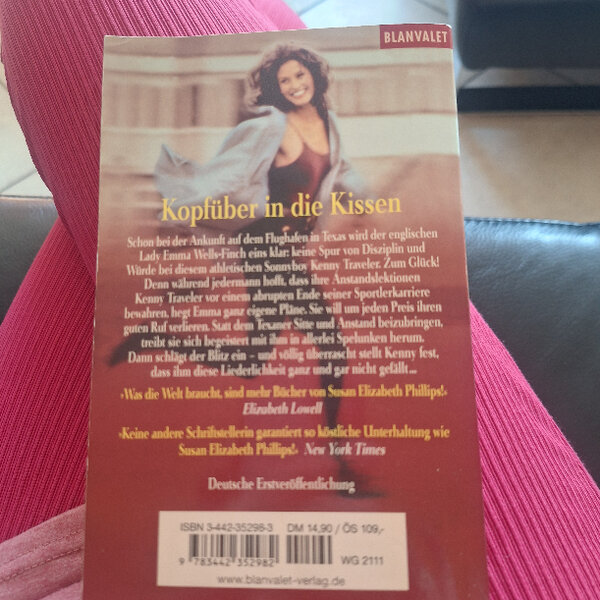 BLANVALET
Kopfüber in die Kissen
Schon bei der Ankunft auf dem Flughafen in Texas wird der englischen
Lady Emma Wells-Finch eins klar: keine Spur von Disziplin und
Würde bei diesem athletischen Sonnyboy Kenny Traveler. Zum Glück!
Denn während jedermann hofft, dass ihre Anstandslektionen
Kenny Traveler vor einem abrupten Ende seiner Sportlerkarriere
bewahren, hegt Emma ganz eigene Pläne. Sie will um jeden Preis ihren
guten Ruf verlieren. Statt dem Texaner Sitte und Anstand beizubringen,
treibt sie sich begeistert mit ihm in allerlei Spelunken herum.
Dann schlägt der Blitz ein – und völlig überrascht stellt Kenny fest,
dass ihm diese Liederlichkeit ganz und gar nicht gefällt ...
›Was die Welt braucht, sind mehr Bücher von Susan Elizabeth Phillips!‹
Elizabeth Lowell
›Keine andere Schriftstellerin garantiert so köstliche Unterhaltung wie
Susan Elizabeth Phillips!‹ New York Times
Deutsche Erstveröffentlichung
ISBN 3-442-35298-3 DM 14,90 / ÖS 109,-
9 783442 352982 WG 2111
www.blanvalet-verlag.de